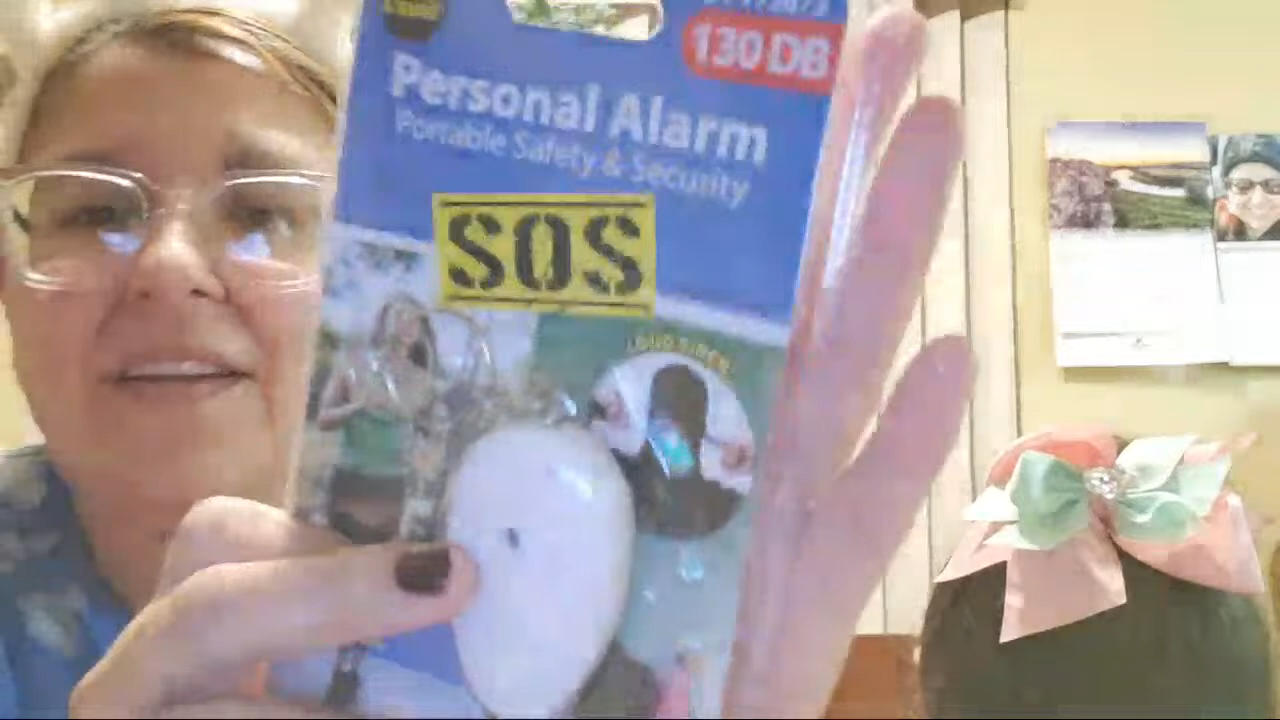 130 DB
Personal Alarm
Portable Safety & Security
SOS
LOUD SIREN